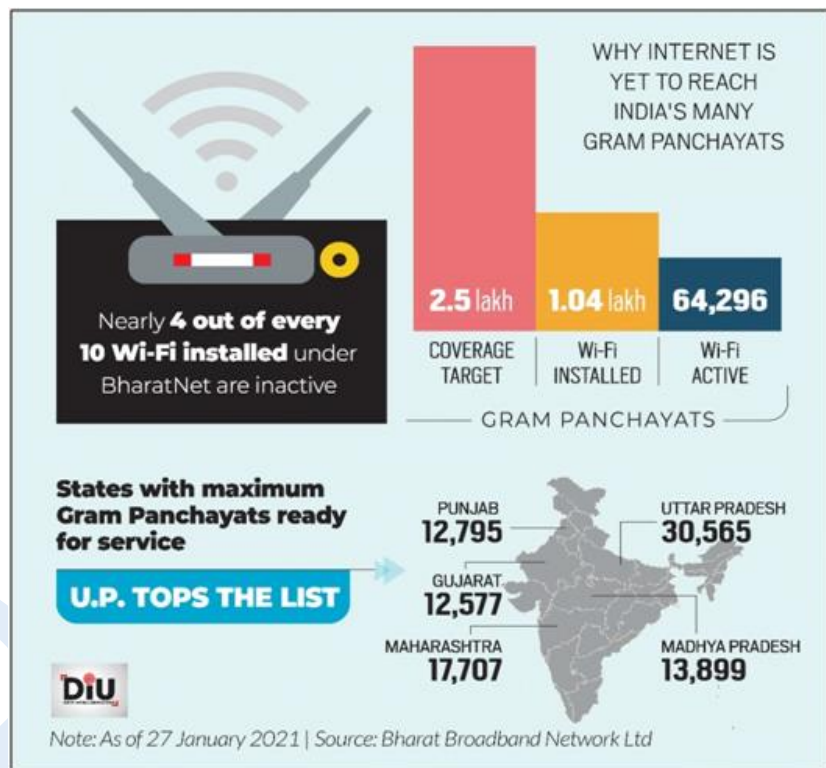 WHY INTERNET IS
YET TO REACH
INDIA'S MANY
GRAM PANCHAYATS
Nearly 4 out of every
10 Wi-Fi installed under
BharatNet are inactive
2.5 lakh
1.04 lakh
64,296
COVERAGE
TARGET
Wi-Fi
INSTALLED
Wi-Fi
ACTIVE
GRAM PANCHAYATS
States with maximum
Gram Panchayats ready
for service
U.P. TOPS THE LIST
PUNJAB
12,795
UTTAR PRADESH
30,565
GUJARAT
12,577
MAHARASHTRA
17,707
MADHYA PRADESH
13,899
DiU
Note: As of 27 January 2021 | Source: Bharat Broadband Network Ltd